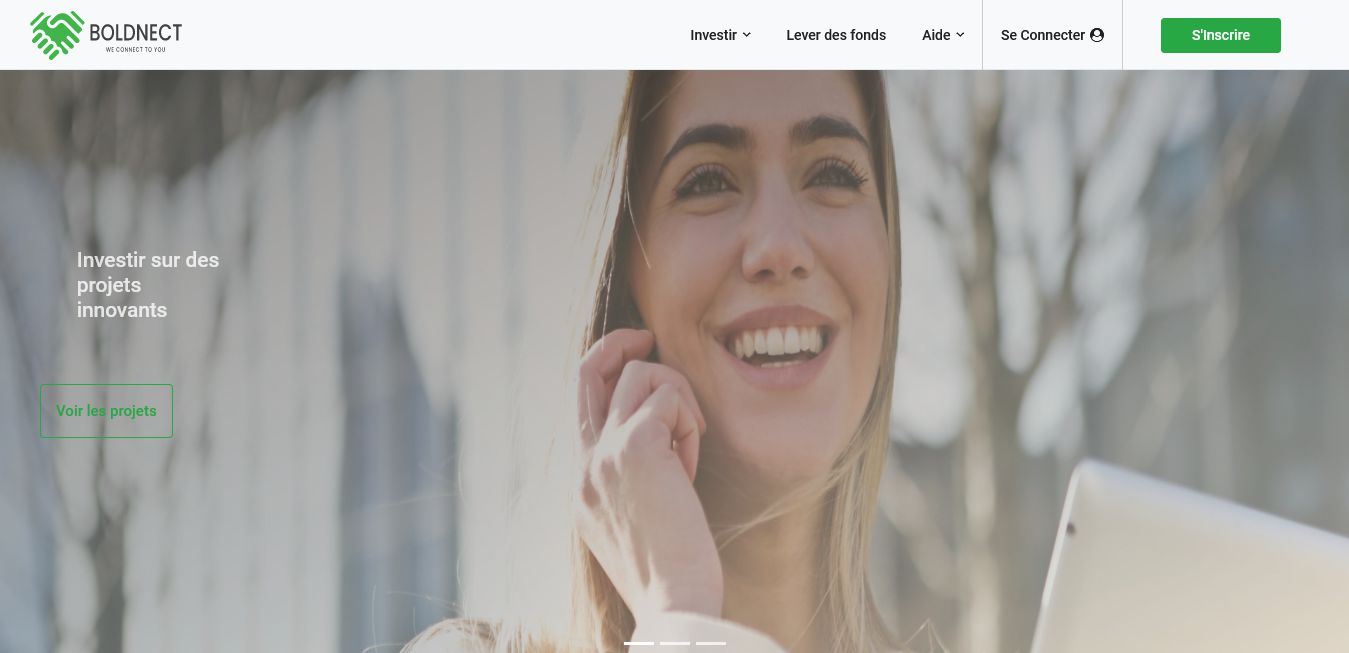 BOLDNECT
WE CONNECT TO YOU
Investir
Lever des fonds
Aide
Se Connecter
S'Inscrire
Investir sur des
projets
innovants
Voir les projets